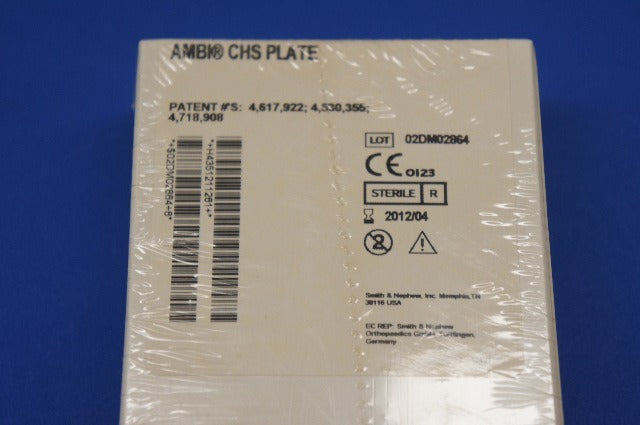 AMBI® CHS PLATE
PATENT #'S: 4,617,922; 4,530,355;
4,718,908
LOT 02DM02864
CE 0123
STERILE R
2012/04
2
Smith & Nephew, Inc. Memphis, TN
38116 USA
EC REP: Smith & Nephew
Orthopaedics GmbH, Tuttlingen,
Germany